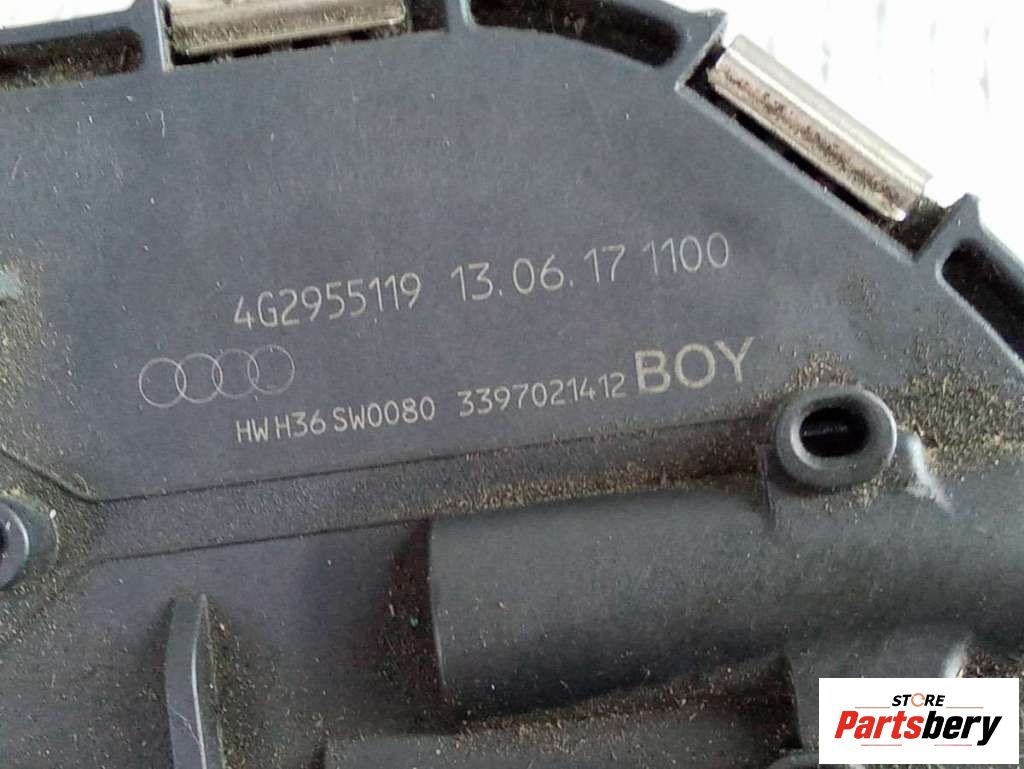 4G2955119 13.06.17 1100
HW H36 SW0080 3397021412 BOY
STORE
Partsbery